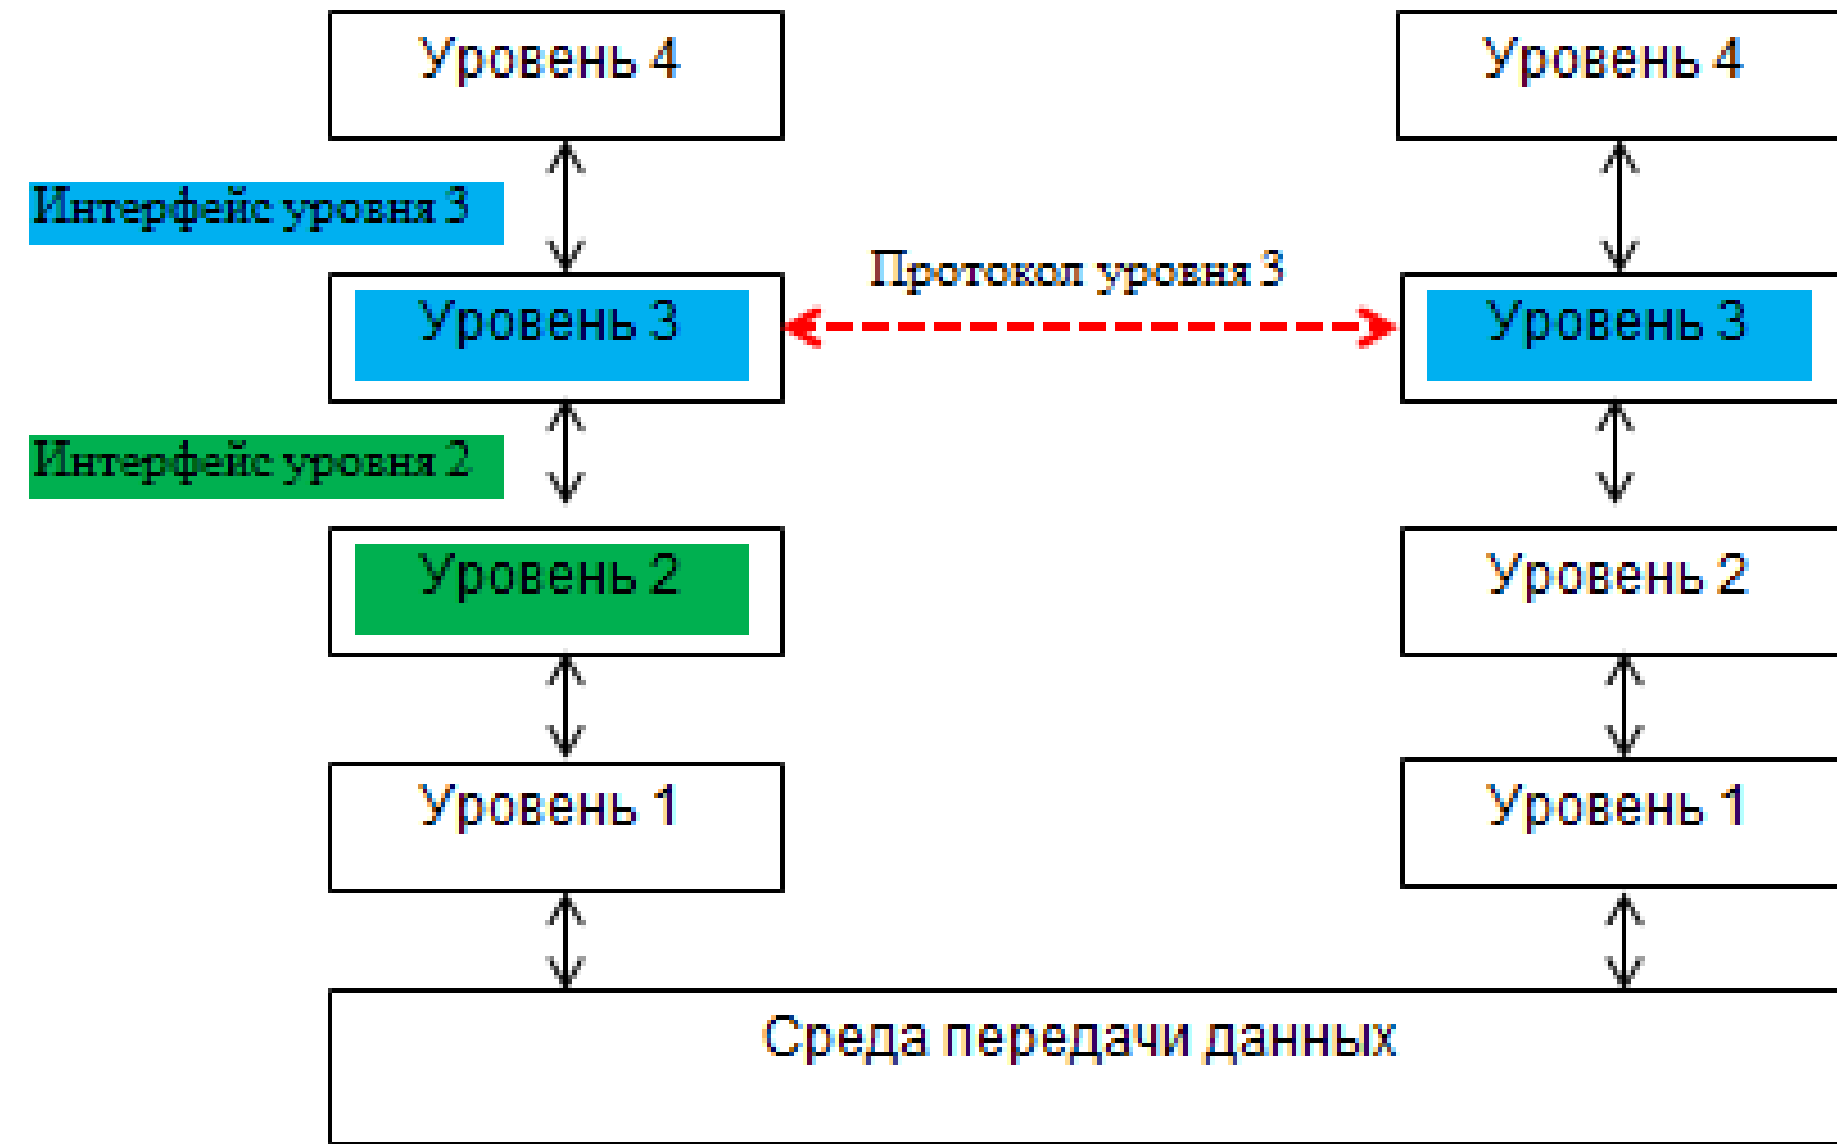 Уровень 4
Уровень 4
Интерфейс уровня 3
Протокол уровня 3
Уровень 3
Уровень 3
Интерфейс уровня 2
Уровень 2
Уровень 2
Уровень 1
Уровень 1
Среда передачи данных